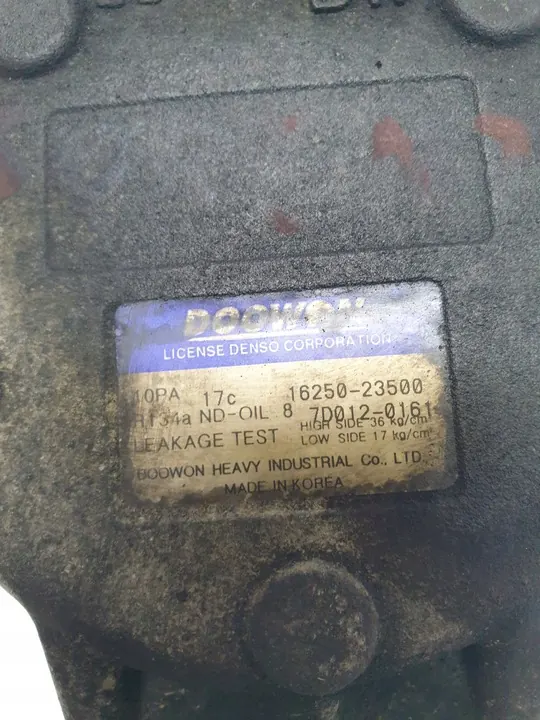 DOOWON
LICENSE DENSO CORPORATION
10PA 17c 16250-23500
R134a ND-OIL 8 7D012-0161
LEAKAGE TEST HIGH SIDE 36 kg/cm
LOW SIDE 17 kg/cm
DOOWON HEAVY INDUSTRIAL Co., LTD.
MADE IN KOREA